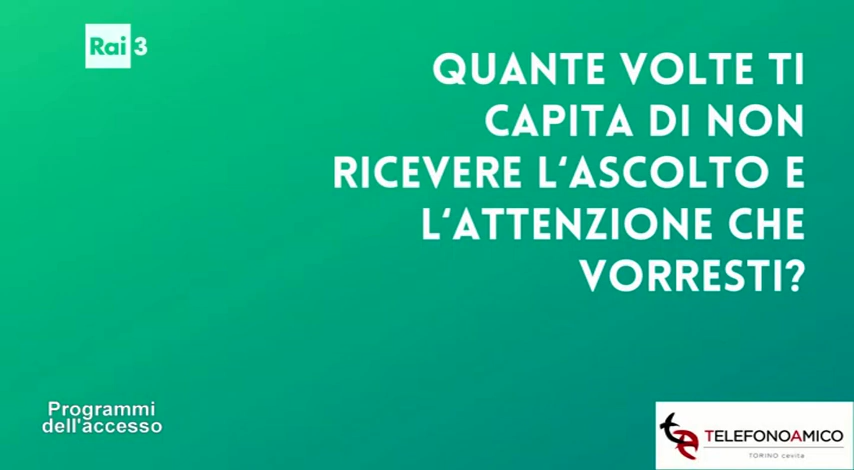 Rai 3
QUANTE VOLTE TI
CAPITA DI NON
RICEVERE L'ASCOLTO E
L'ATTENZIONE CHE
VORRESTI?
Programmi
dell'accesso
ta TELEFONOAMICO
TORINO cevita